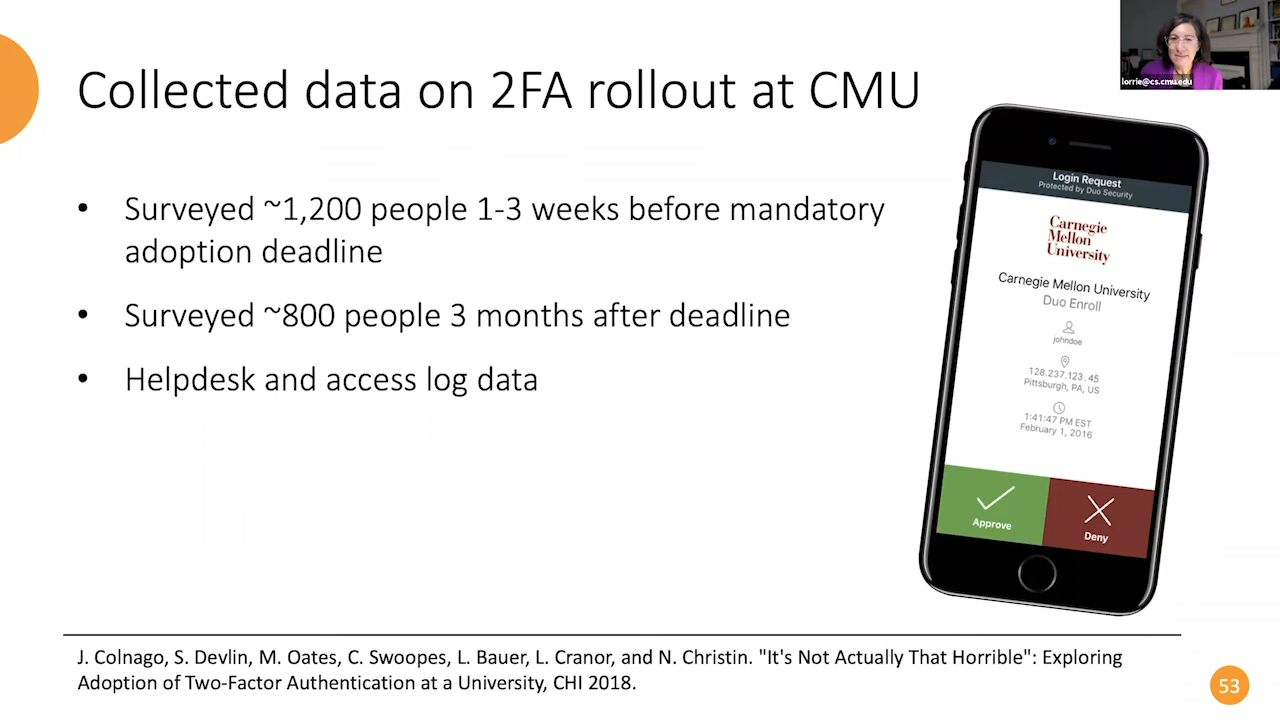 lorrie@cs.cmu.edu
Collected data on 2FA rollout at CMU
• Surveyed ~1,200 people 1-3 weeks before mandatory
adoption deadline
• Surveyed ~800 people 3 months after deadline
• Helpdesk and access log data
Login Request
Protected by Duo Security
Carnegie
Mellon
University
Carnegie Mellon University
Duo Enroll
johndoe
128.237.123.45
Pittsburgh, PA, US
1:41:47 PM EST
February 1, 2016
Approve
Deny
J. Colnago, S. Devlin, M. Oates, C. Swoopes, L. Bauer, L. Cranor, and N. Christin. "It's Not Actually That Horrible": Exploring
Adoption of Two-Factor Authentication at a University, CHI 2018.
53